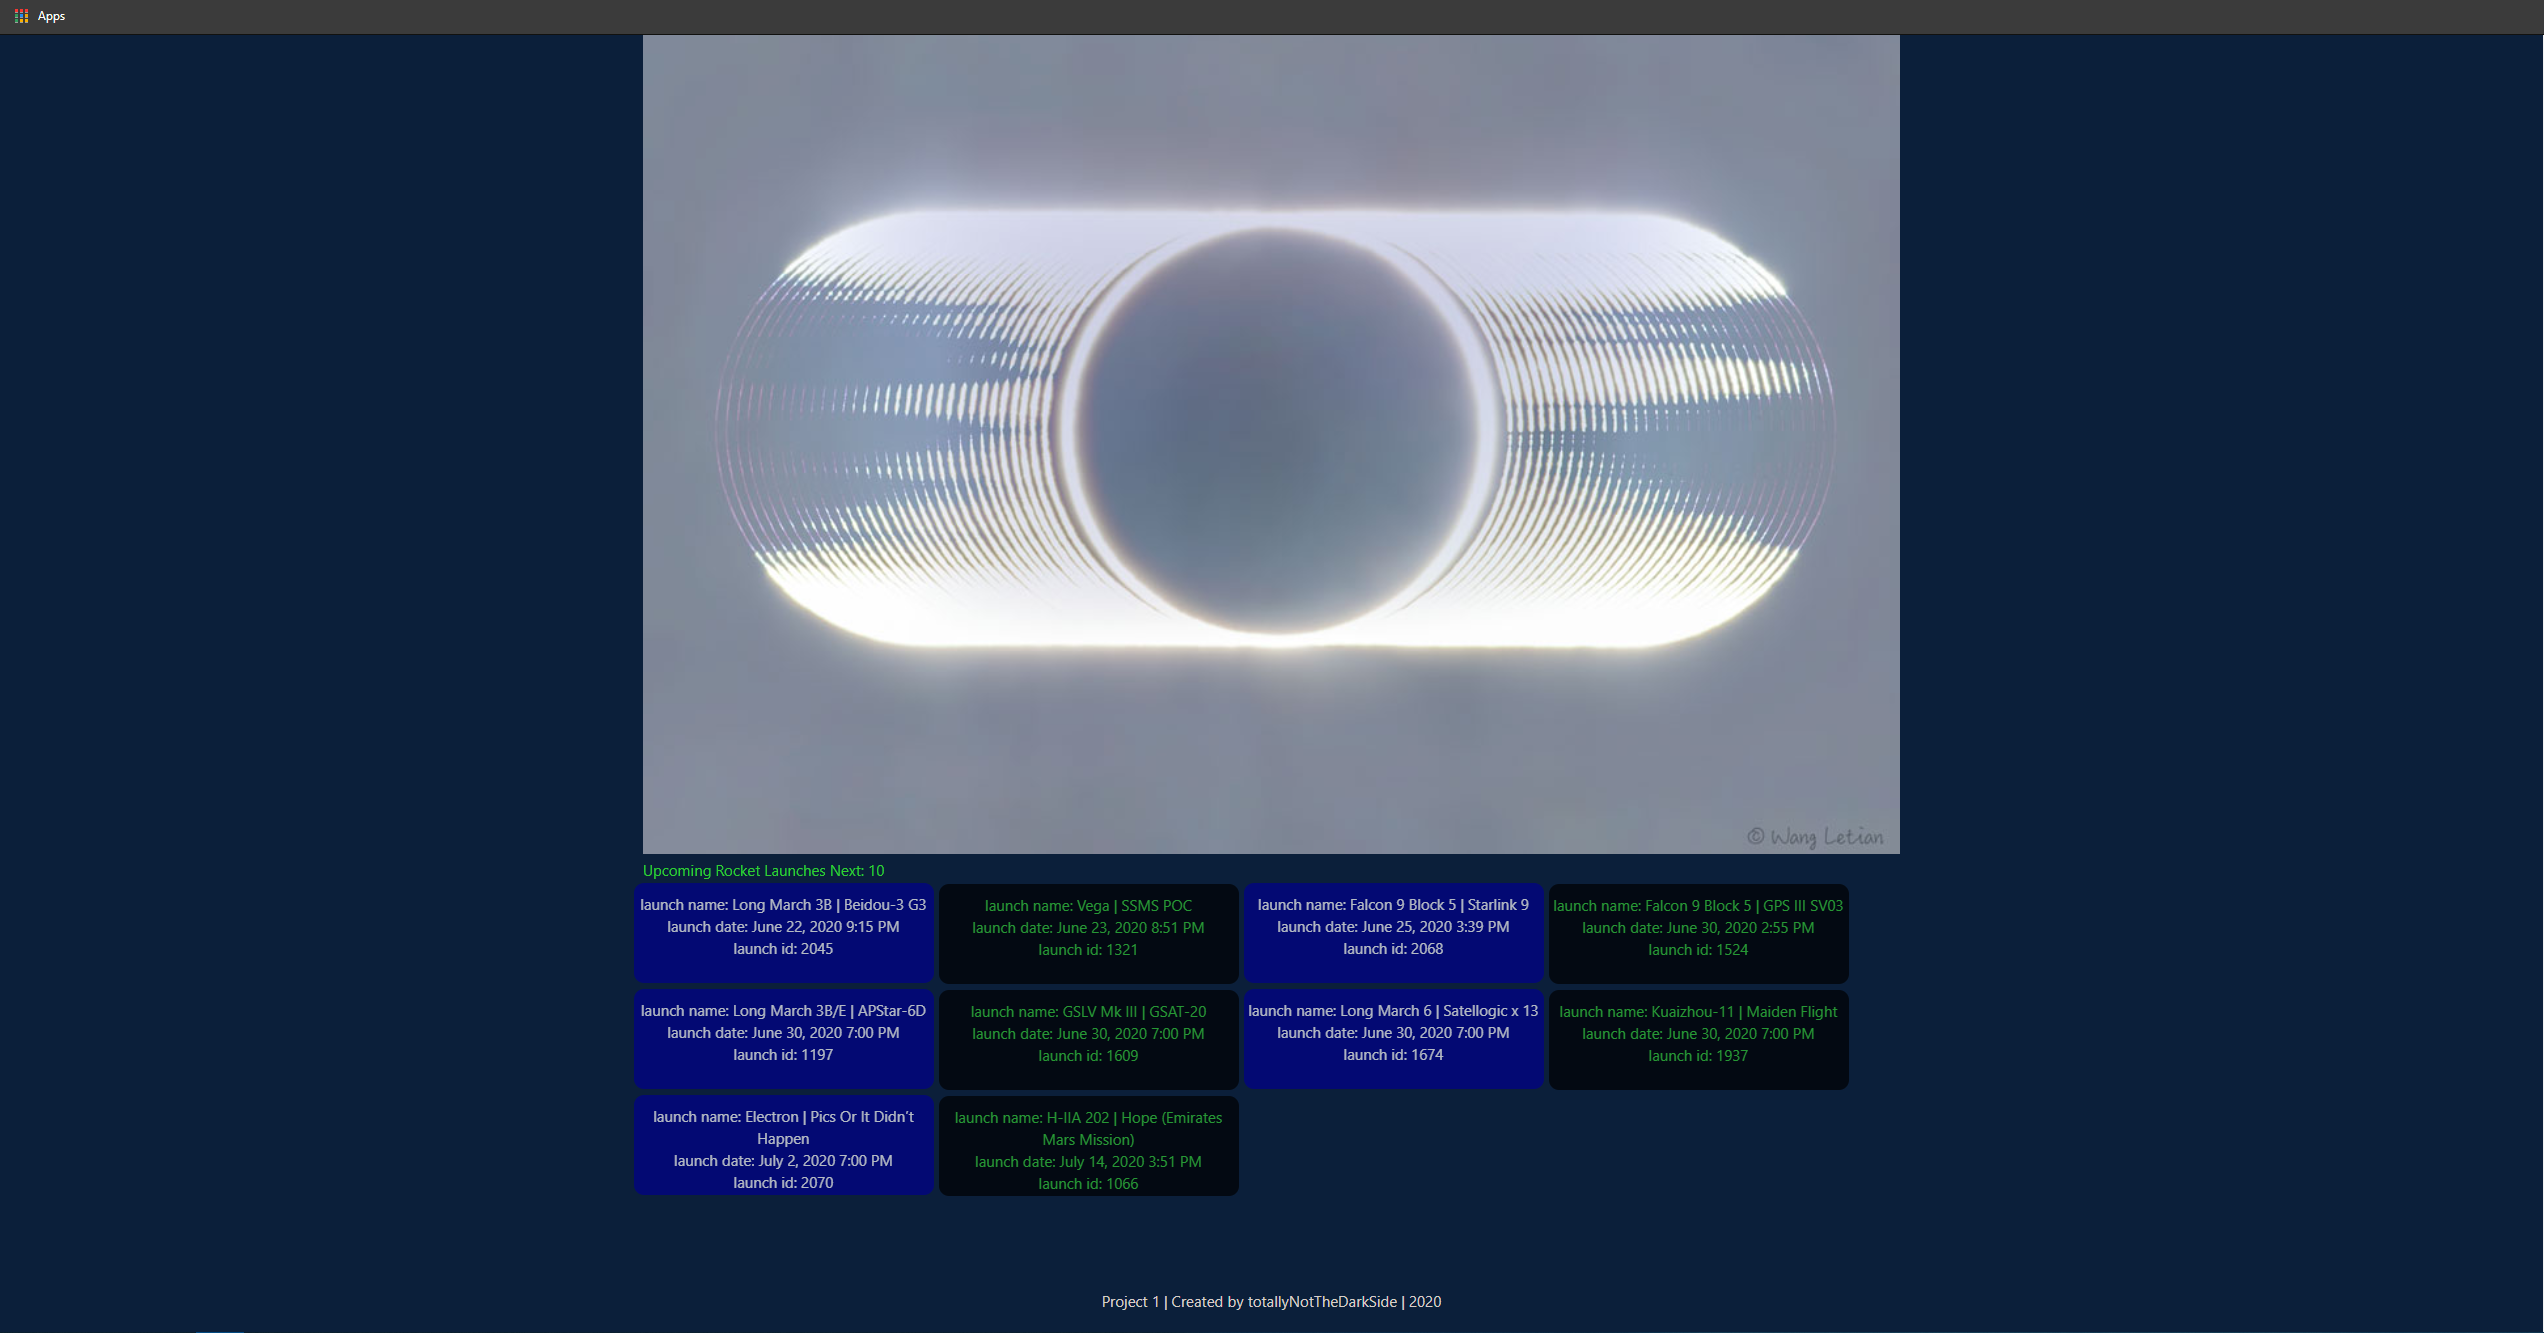 Apps
© Wang Letian
Upcoming Rocket Launches Next: 10
launch name: Long March 3B | Beidou-3 G3
launch date: June 22, 2020 9:15 PM
launch id: 2045
launch name: Vega | SSMS POC
launch date: June 23, 2020 8:51 PM
launch id: 1321
launch name: Falcon 9 Block 5 | Starlink 9
launch date: June 25, 2020 3:39 PM
launch id: 2068
launch name: Falcon 9 Block 5 | GPS III SV03
launch date: June 30, 2020 2:55 PM
launch id: 1524
launch name: Long March 3B/E | APStar-6D
launch date: June 30, 2020 7:00 PM
launch id: 1197
launch name: GSLV Mk III | GSAT-20
launch date: June 30, 2020 7:00 PM
launch id: 1609
launch name: Long March 6 | Satellogic x 13
launch date: June 30, 2020 7:00 PM
launch id: 1674
launch name: Kuaizhou-11 | Maiden Flight
launch date: June 30, 2020 7:00 PM
launch id: 1937
launch name: Electron | Pics Or It Didn’t
Happen
launch date: July 2, 2020 7:00 PM
launch id: 2070
launch name: H-IIA 202 | Hope (Emirates
Mars Mission)
launch date: July 14, 2020 3:51 PM
launch id: 1066
Project 1 | Created by totallyNotTheDarkSide | 2020